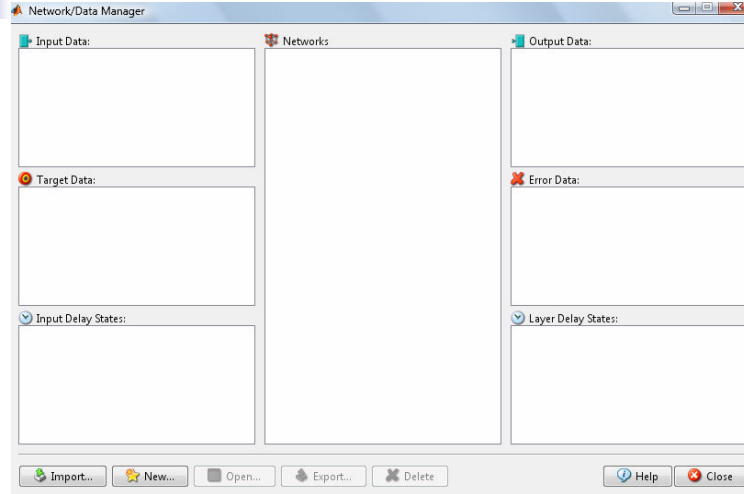 Network/Data Manager
Input Data:
Networks
Output Data:
Target Data:
Error Data:
Input Delay States:
Layer Delay States:
Import...
New...
Open...
Export...
Delete
Help
Close